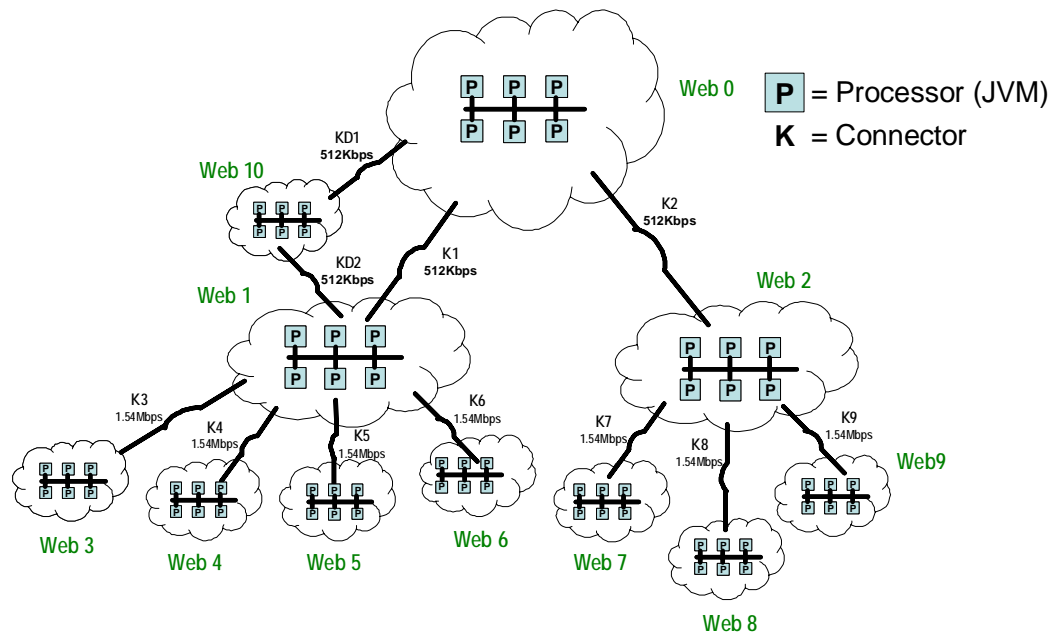 P P P
P P P
Web 0
P = Processor (JVM)
K = Connector
KD1
512Kbps
Web 10
P P P
P P P
K2
512Kbps
K1
512Kbps
KD2
512Kbps
Web 1
P P P
P P P
Web 2
P P P
P P P
K3
1.54Mbps
K4
1.54Mbps
K5
1.54Mbps
K6
1.54Mbps
K7
1.54Mbps
K8
1.54Mbps
K9
1.54Mbps
P P P
P P P
Web 3
P P P
P P P
Web 4
P P P
P P P
Web 5
P P P
P P P
Web 6
P P P
P P P
Web 7
P P P
P P P
Web 8
P P P
P P P
Web9